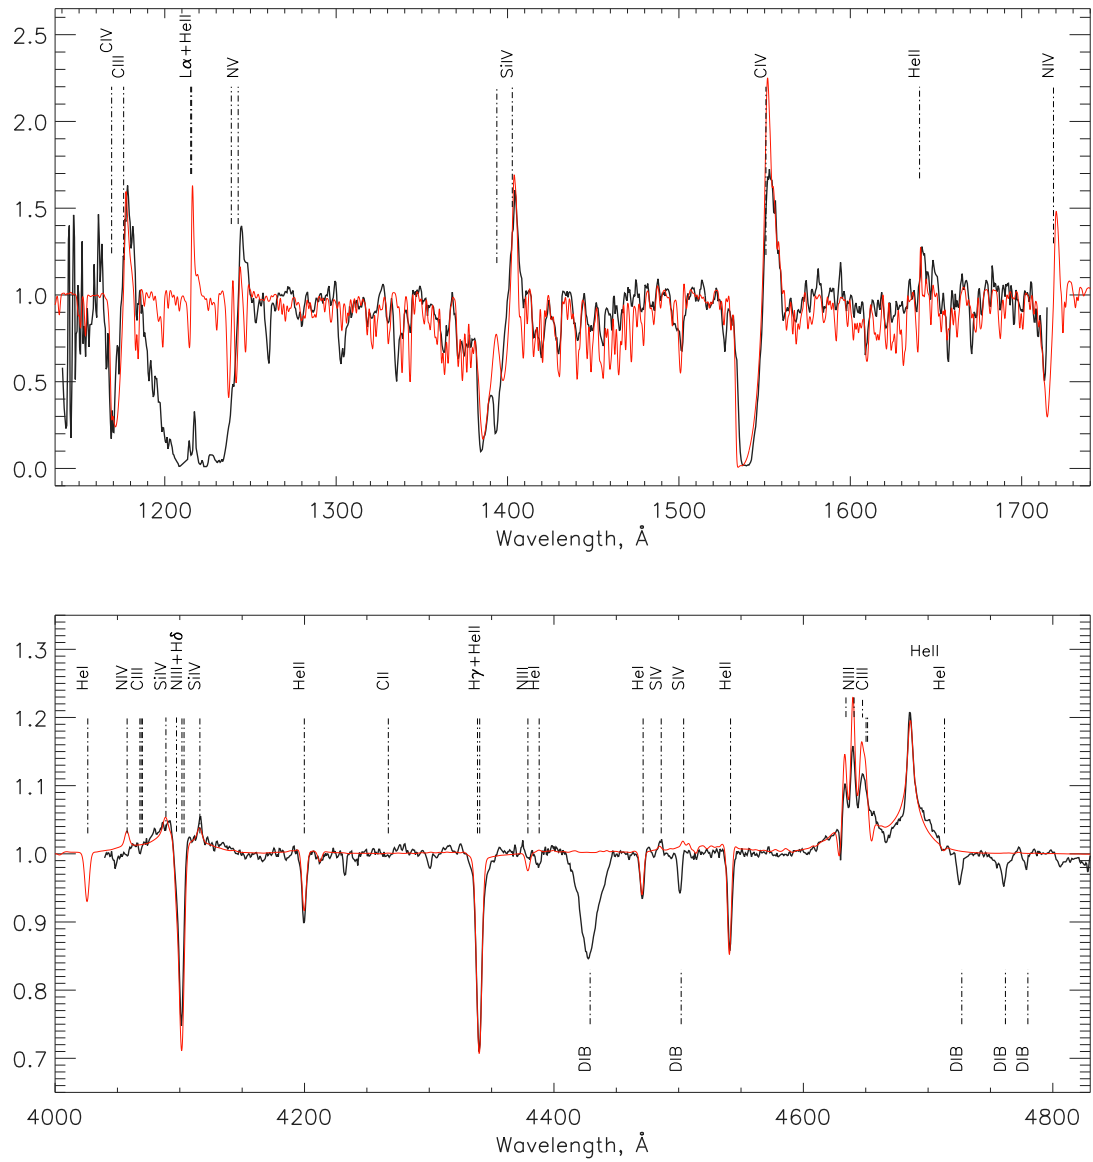 2.5
2.0
1.5
1.0
0.5
0.0
CIV
CIII
Lα+HeII
NV
SiIV
CIV
HeII
NIV
1200
1300
1400
1500
1600
1700
Wavelength, Å
1.3
1.2
1.1
1.0
0.9
0.8
0.7
HeI
NIV
CIII
SiIV
NIII+Hδ
SiIV
HeII
CII
Hγ+HeII
NIII
HeI
HeI
SIV
SIV
HeII
NIII
CIII
HeII
HeI
DIB
DIB
DIB
DIB
DIB
4000
4200
4400
4600
4800
Wavelength, Å